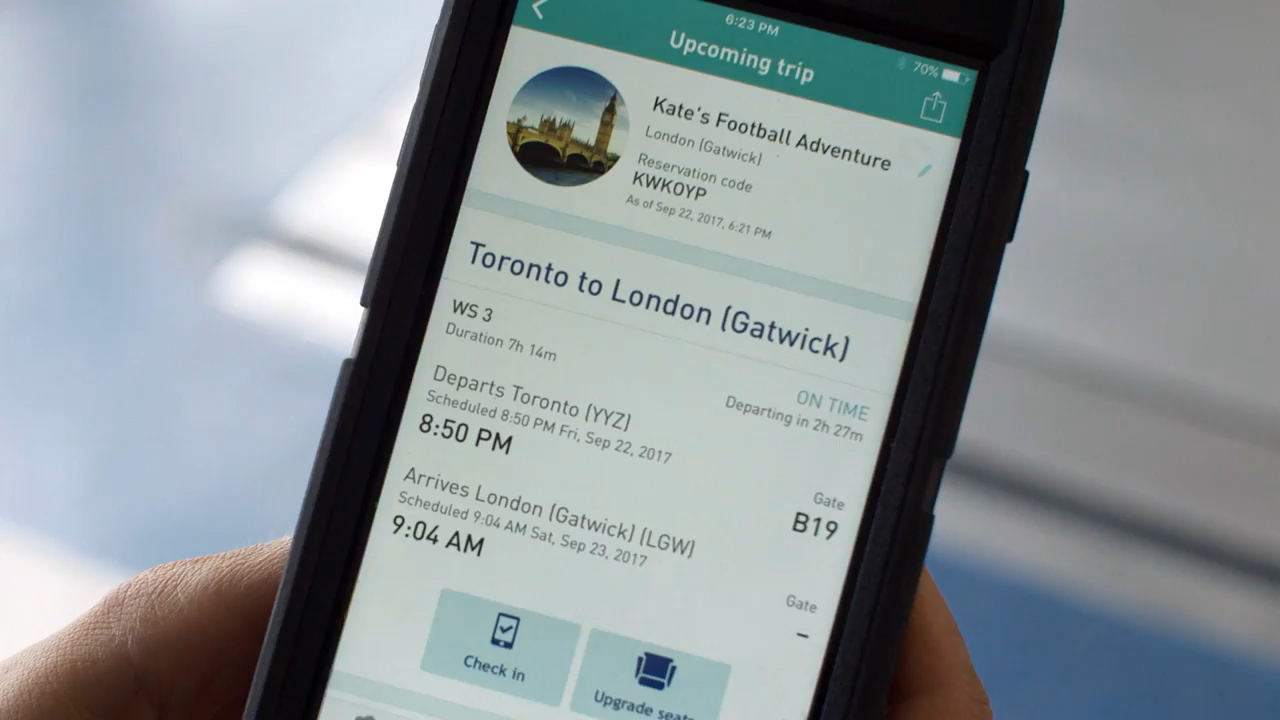 6:23 PM
70%
Upcoming trip
Kate's Football Adventure
London (Gatwick)
Reservation code
KWKOYP
As of Sep 22, 2017, 6:21 PM
Toronto to London (Gatwick)
WS 3
Duration 7h 14m
ON TIME
Departing in 2h 27m
Departs Toronto (YYZ)
Scheduled 8:50 PM Fri, Sep 22, 2017
8:50 PM
Gate
B19
Arrives London (Gatwick) (LGW)
Scheduled 9:04 AM Sat, Sep 23, 2017
9:04 AM
Gate
–
Check in
Upgrade seats